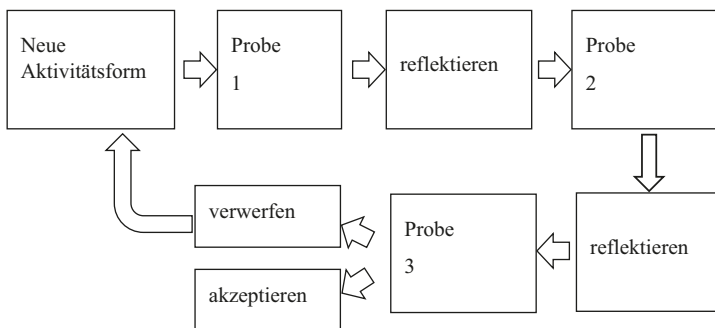 Neue
Aktivitätsform
Probe
1
reflektieren
Probe
2
reflektieren
Probe
3
verwerfen
akzeptieren